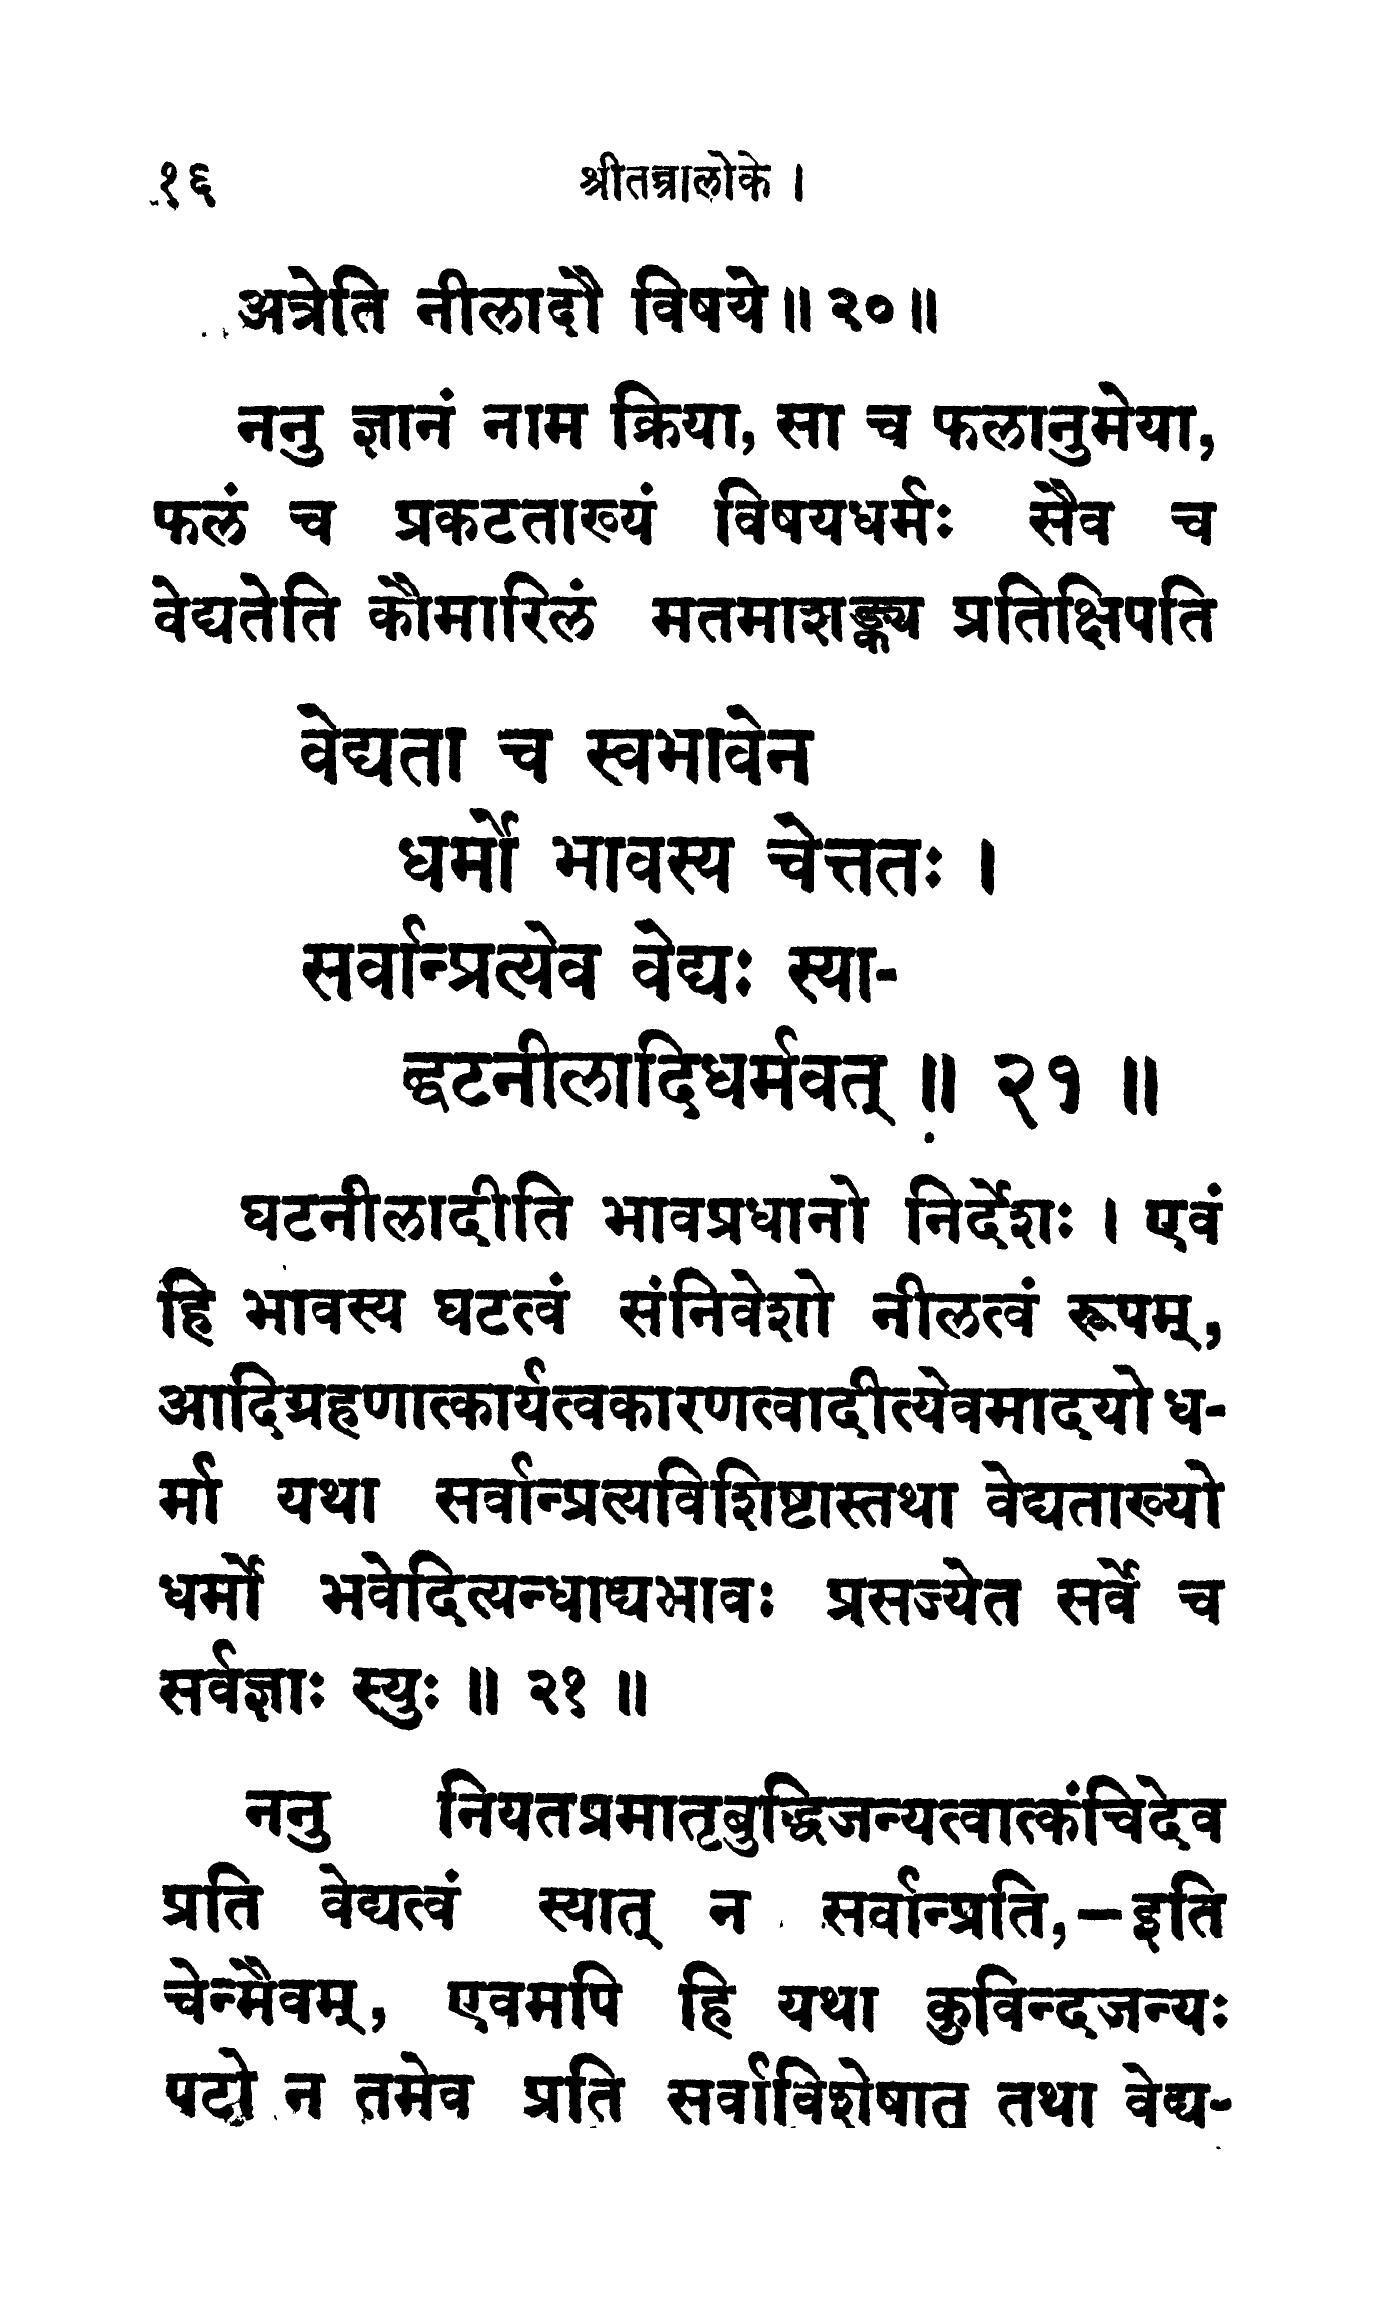 १६ श्रीतन्त्रालोके ।
अत्रेति नीलादौ विषये ॥ २० ॥
ननु ज्ञानं नाम क्रिया, सा च फलानुमेया,
फलं च प्रकटताख्यं विषयधर्मः सैव च
वेद्यतेति कौमारिलं मतमाशङ्क्य प्रतिक्षिपति
वेद्यता च स्वभावेन
धर्मो भावस्य चेत्ततः ।
सर्वान्प्रत्येव वेद्यः स्या-
द्घटनीलादिधर्मवत् ॥ २१ ॥
घटनीलादीति भावप्रधानो निर्देशः । एवं
हि भावस्य घटत्वं संनिवेशो नीलत्वं रूपम्,
आदिग्रहणात्कार्यत्वकारणत्वादीत्येवमादयो ध-
र्मा यथा सर्वान्प्रत्यविशिष्टास्तथा वेद्यताख्यो
धर्मो भवेदित्यन्धाद्यभावः प्रसज्येत सर्वे च
सर्वज्ञाः स्युः ॥ २१ ॥
ननु नियतप्रमातृबुद्धिजन्यत्वात्कंचिदेव
प्रति वेद्यत्वं स्यात् न सर्वान्प्रति,—इति
चेन्मैवम्, एवमपि हि यथा कुविन्दजन्यः
पटो न तमेव प्रति सर्वाविशेषात तथा वेद्य-